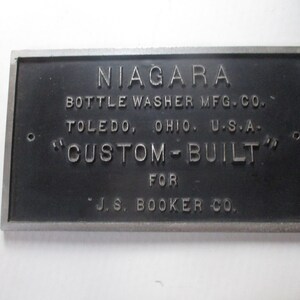 NIAGARA
BOTTLE WASHER MFG. CO.
TOLEDO, OHIO. U.S.A.
"CUSTOM-BUILT"
FOR
J.S. BOOKER CO.